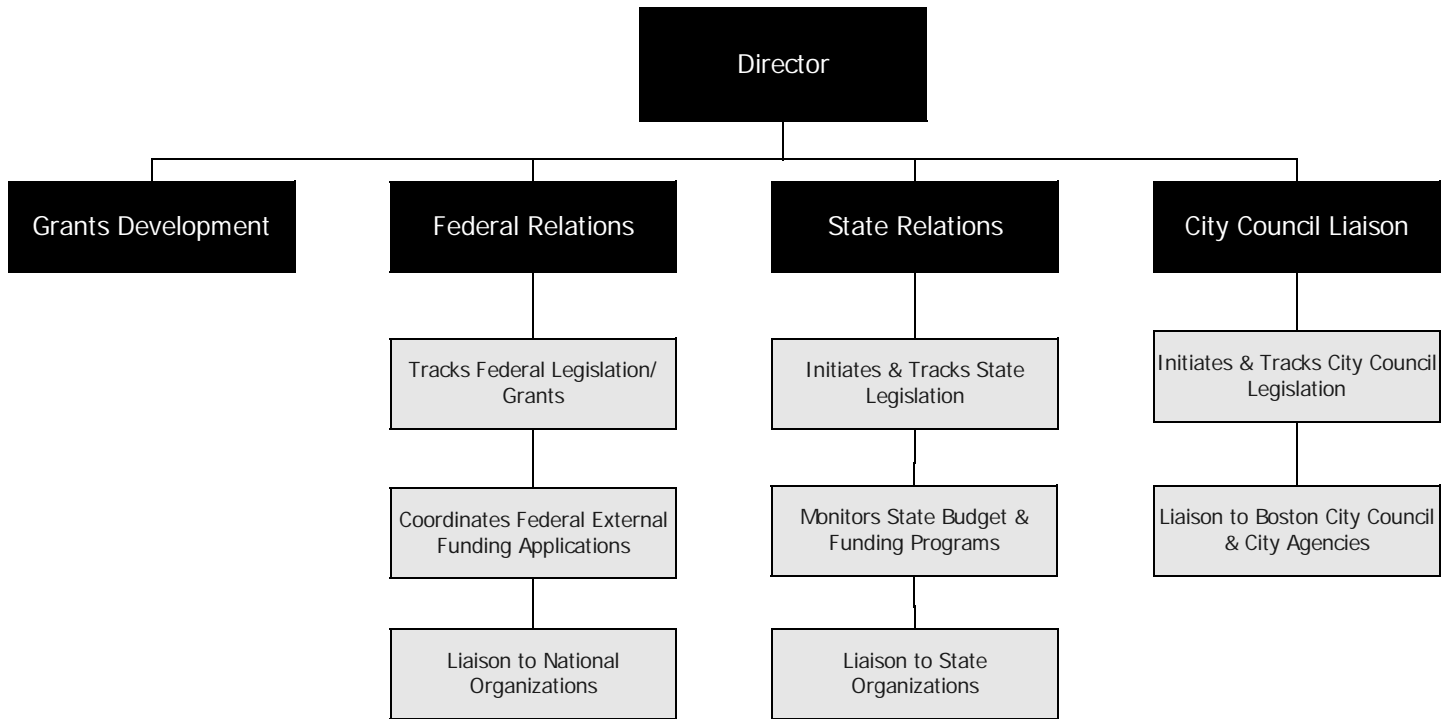 Director
Grants Development
Federal Relations
State Relations
City Council Liaison
Tracks Federal Legislation/
Grants
Initiates & Tracks State
Legislation
Initiates & Tracks City Council
Legislation
Coordinates Federal External
Funding Applications
Monitors State Budget &
Funding Programs
Liaison to Boston City Council
& City Agencies
Liaison to National
Organizations
Liaison to State
Organizations